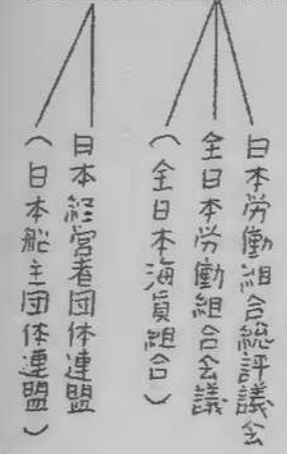 日本労働組合総評議会
全日本労働組合会議
（全日本海員組合）
日本経営者団体連盟
（日本船主団体連盟）